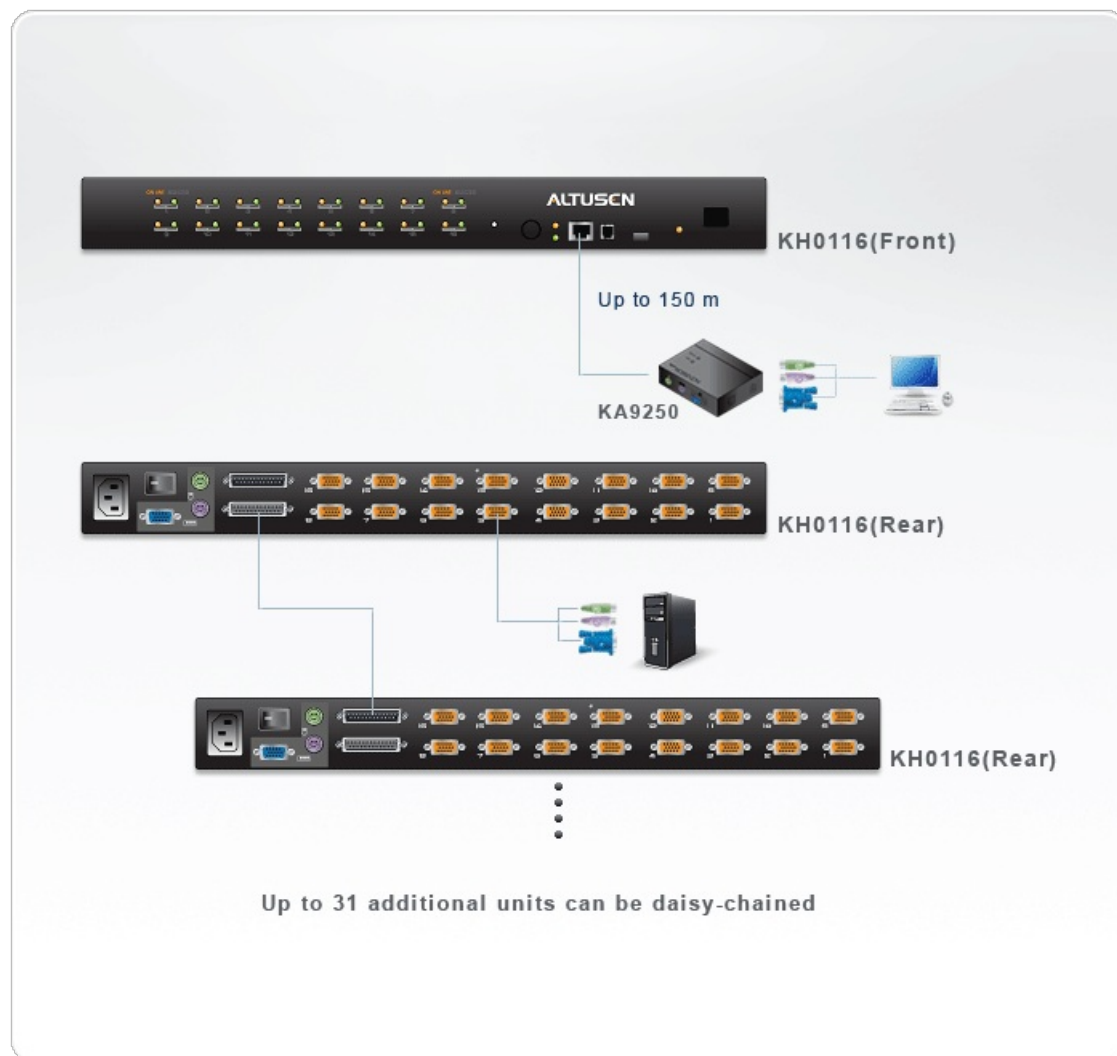 ALTUSCN
KH0116(Front)
Up to 150 m
KA9250
KH0116(Rear)
KH0116(Rear)
Up to 31 additional units can be daisy-chained